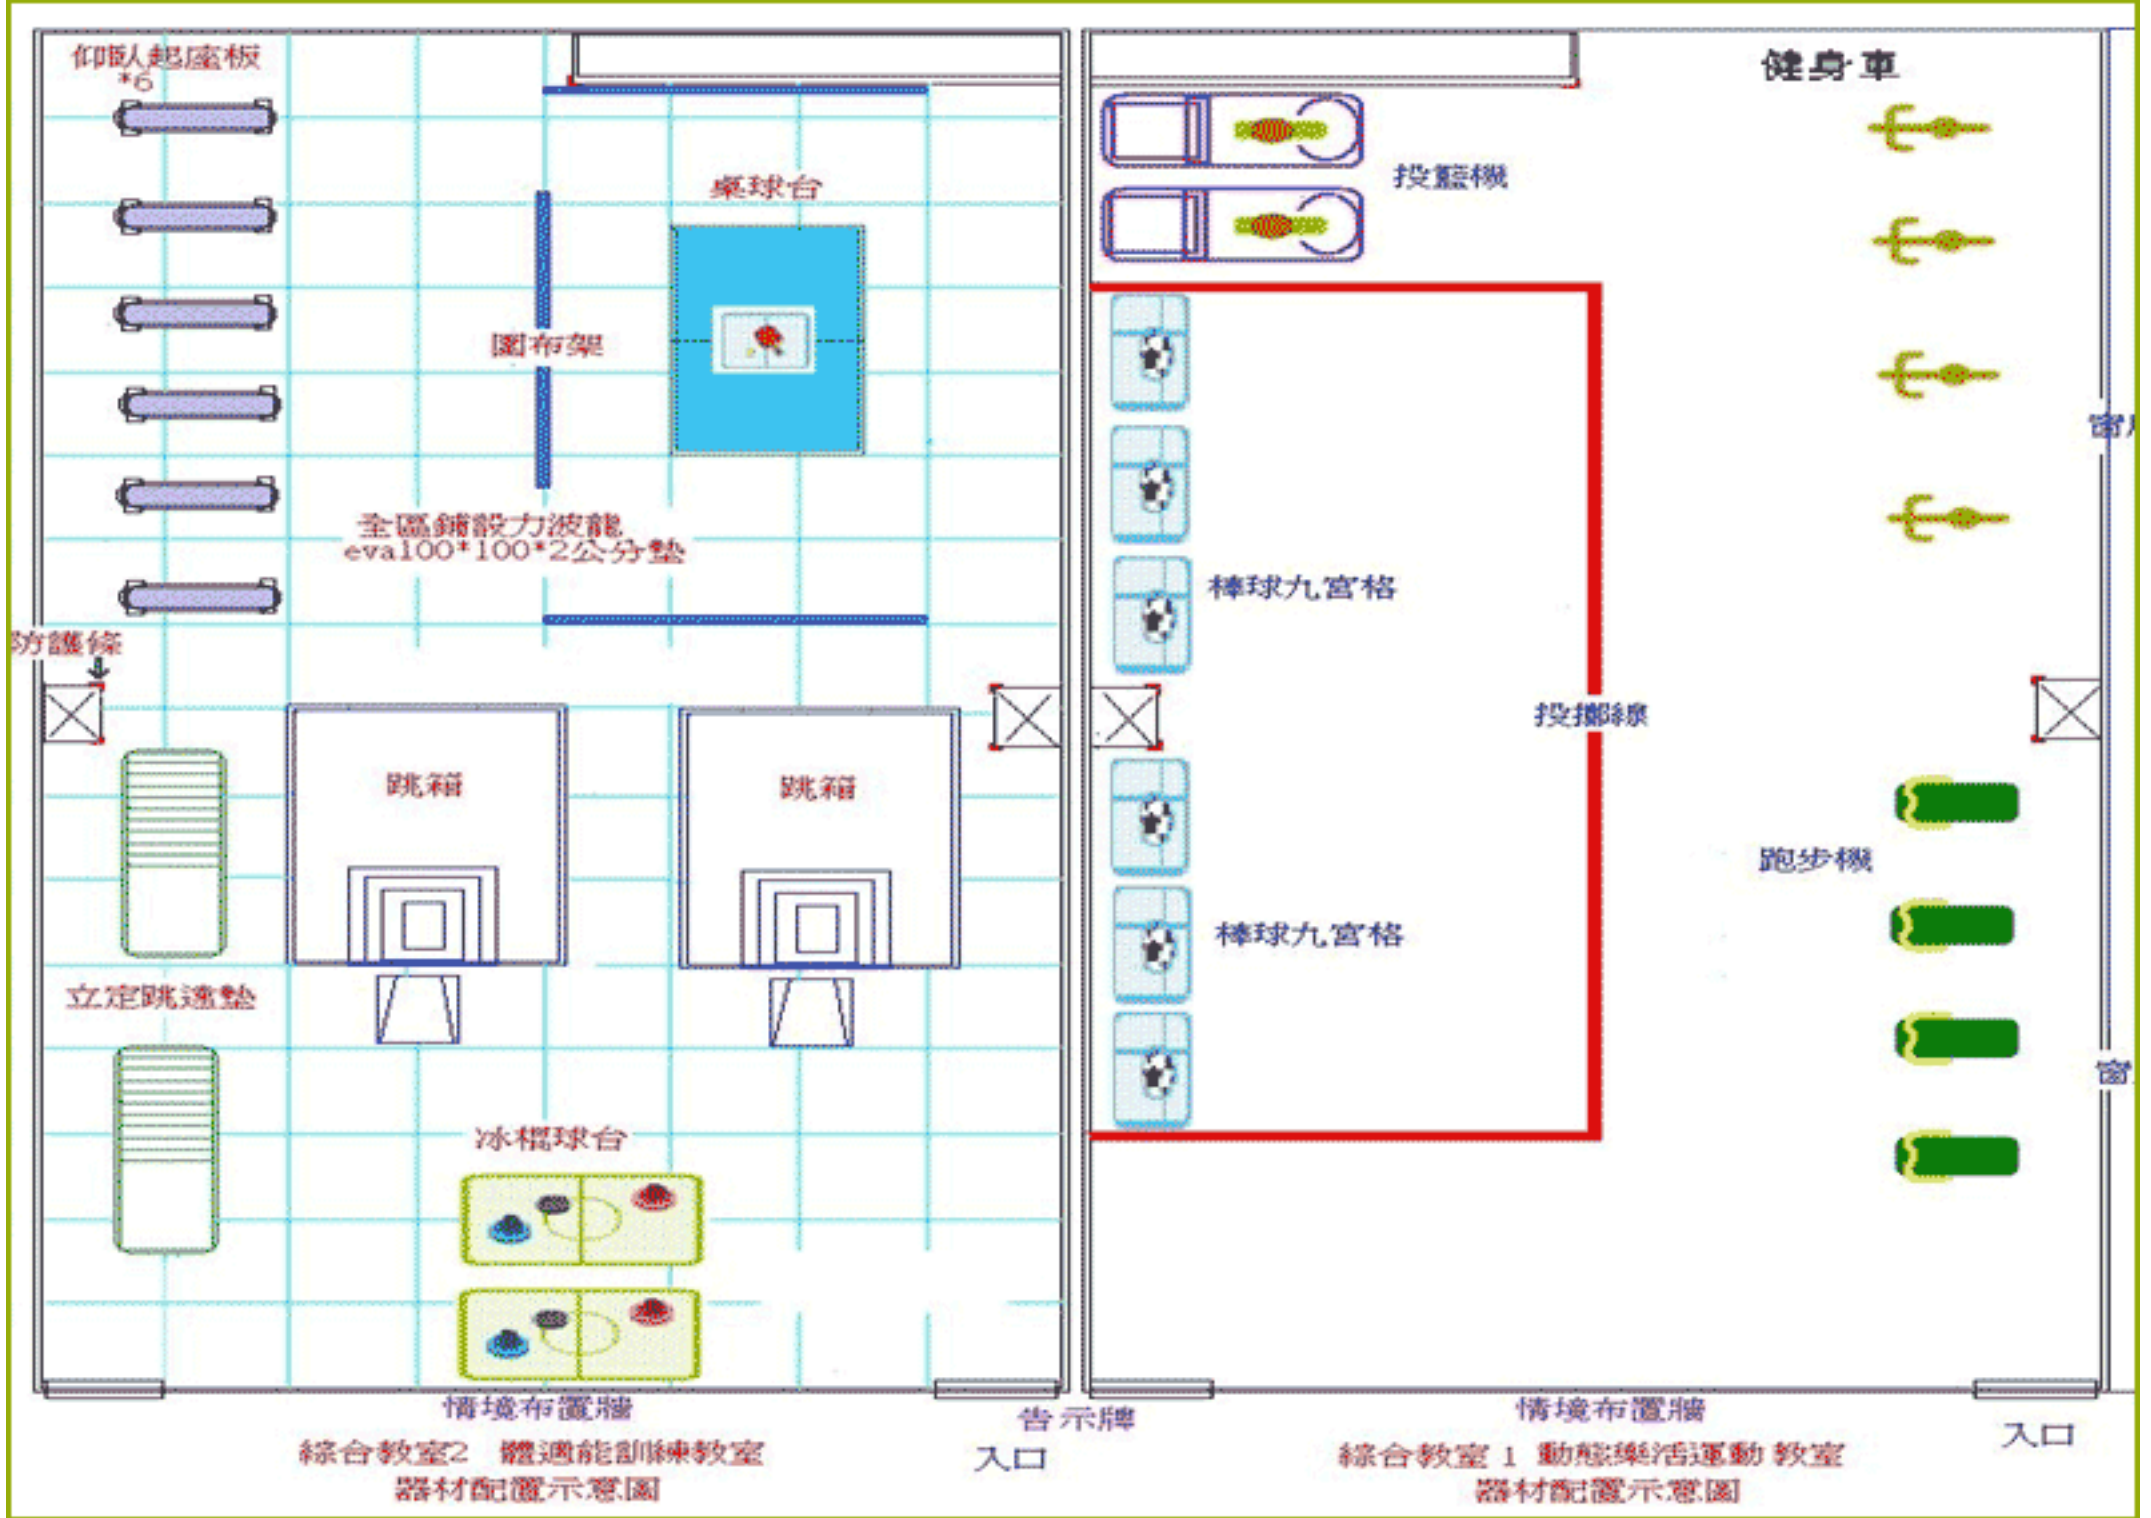 仰臥起座板
*6
桌球台
圍布架
全區鋪設力波龍
eva100*100*2公分墊
防護條
跳箱
跳箱
立定跳遠墊
冰棍球台
情境布置牆
綜合教室2 體適能訓練教室
器材配置示意圖
入口
告示牌
健身車
投籃機
棒球九宮格
投擲線
跑步機
棒球九宮格
窗
窗
情境布置牆
入口
綜合教室 1 動態樂活運動 教室
器材配置示意圖